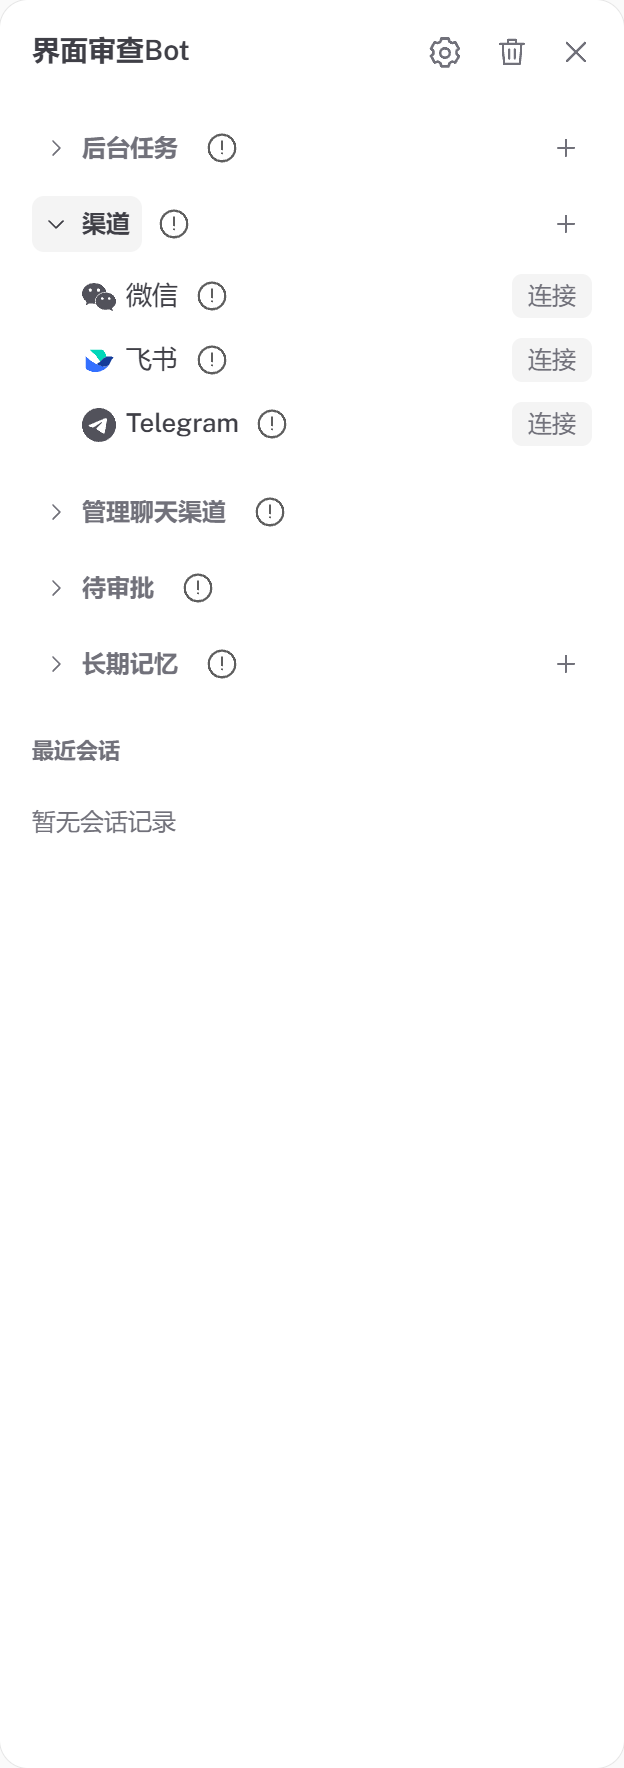 界面审查Bot
后台任务
渠道
微信 连接
飞书 连接
Telegram 连接
管理聊天渠道
待审批
长期记忆
最近会话
暂无会话记录